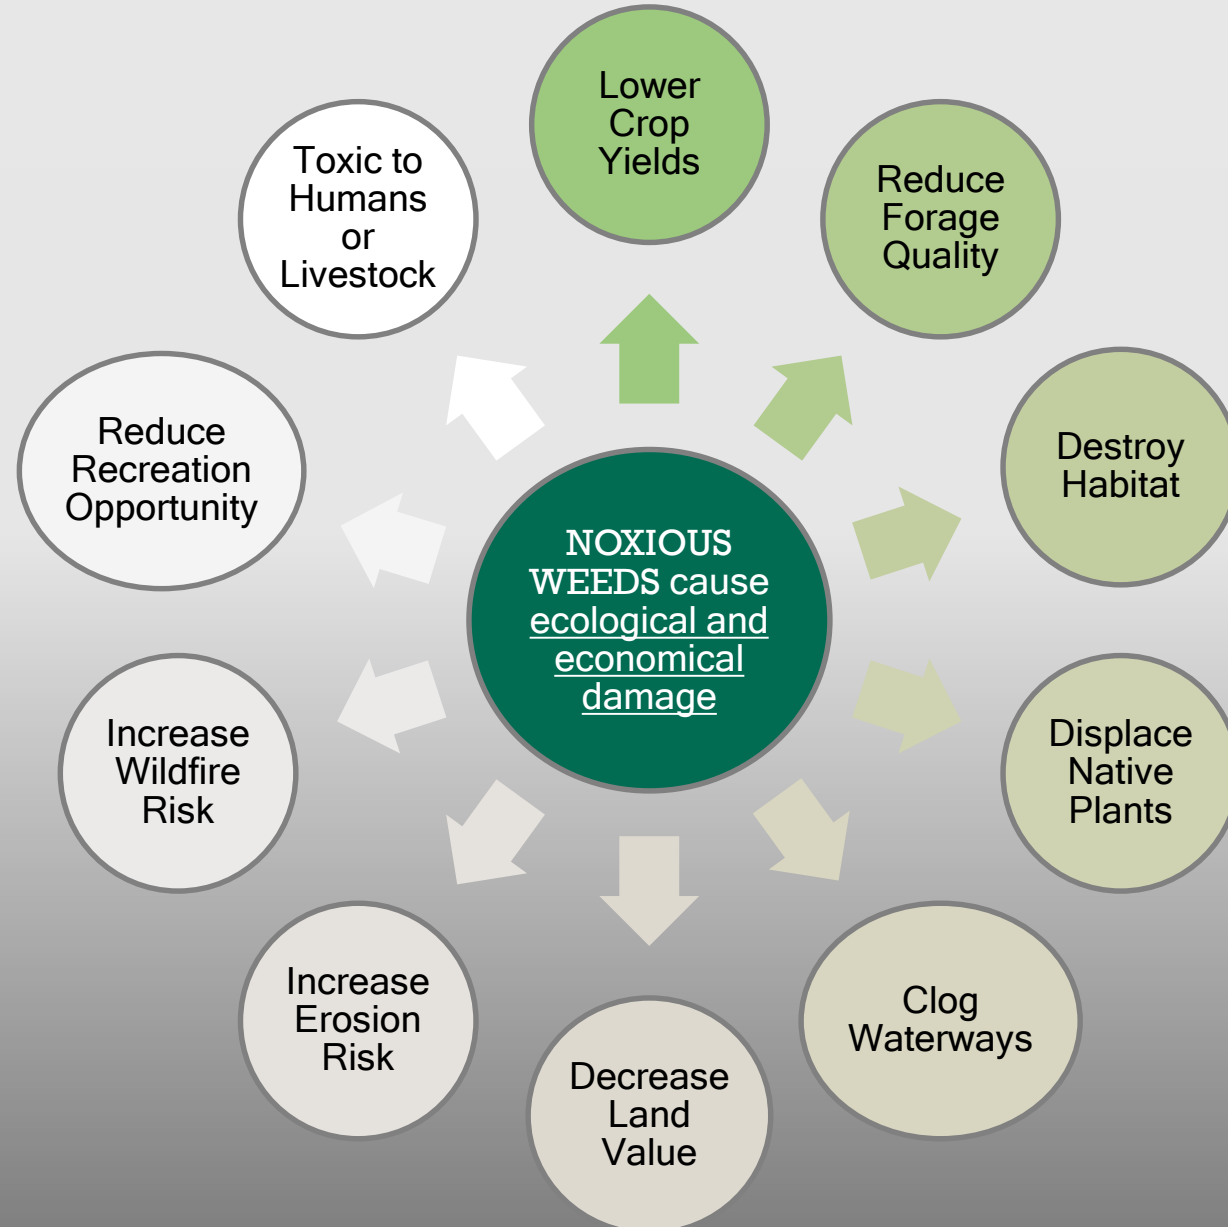 Lower
Crop
Yields
Reduce
Forage
Quality
Destroy
Habitat
Displace
Native
Plants
Clog
Waterways
Decrease
Land
Value
Increase
Erosion
Risk
Increase
Wildfire
Risk
Reduce
Recreation
Opportunity
Toxic to
Humans
or
Livestock
NOXIOUS
WEEDS cause
ecological and
economical
damage